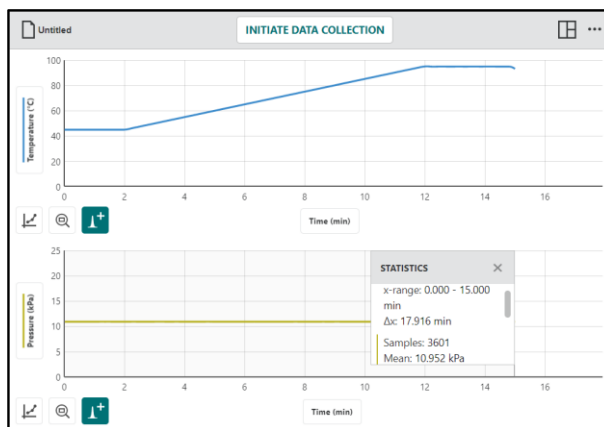 Untitled
INITIATE DATA COLLECTION
Temperature (°C)
100
80
60
40
20
0
0 2 4 6 8 10 12 14 16
Time (min)
Pressure (kPa)
25
20
15
10
5
0
STATISTICS
x-range: 0.000 - 15.000
min
Δx: 17.916 min
Samples: 3601
Mean: 10.952 kPa
0 2 4 6 8 10 12 14 16
Time (min)